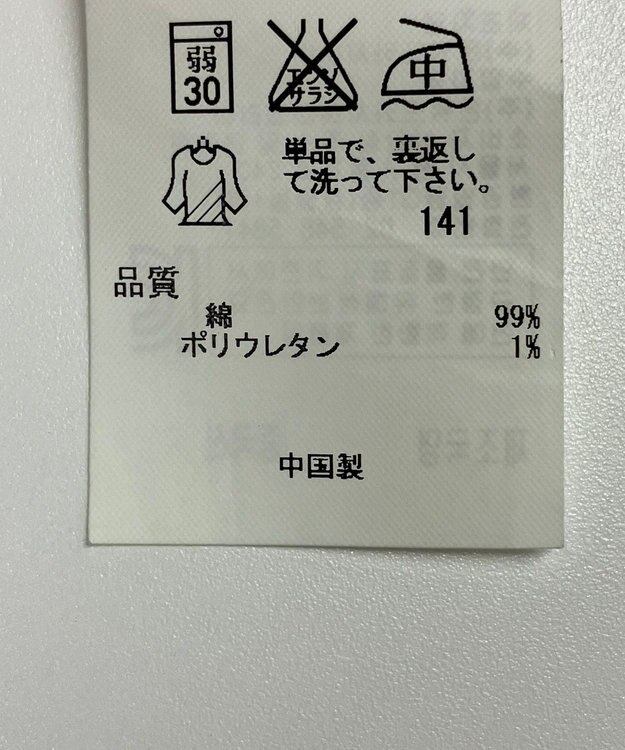 弱 エンソ 中
30 サラシ
単品で、裏返し
て洗って下さい。
141
品質
綿 99%
ポリウレタン 1%
中国製